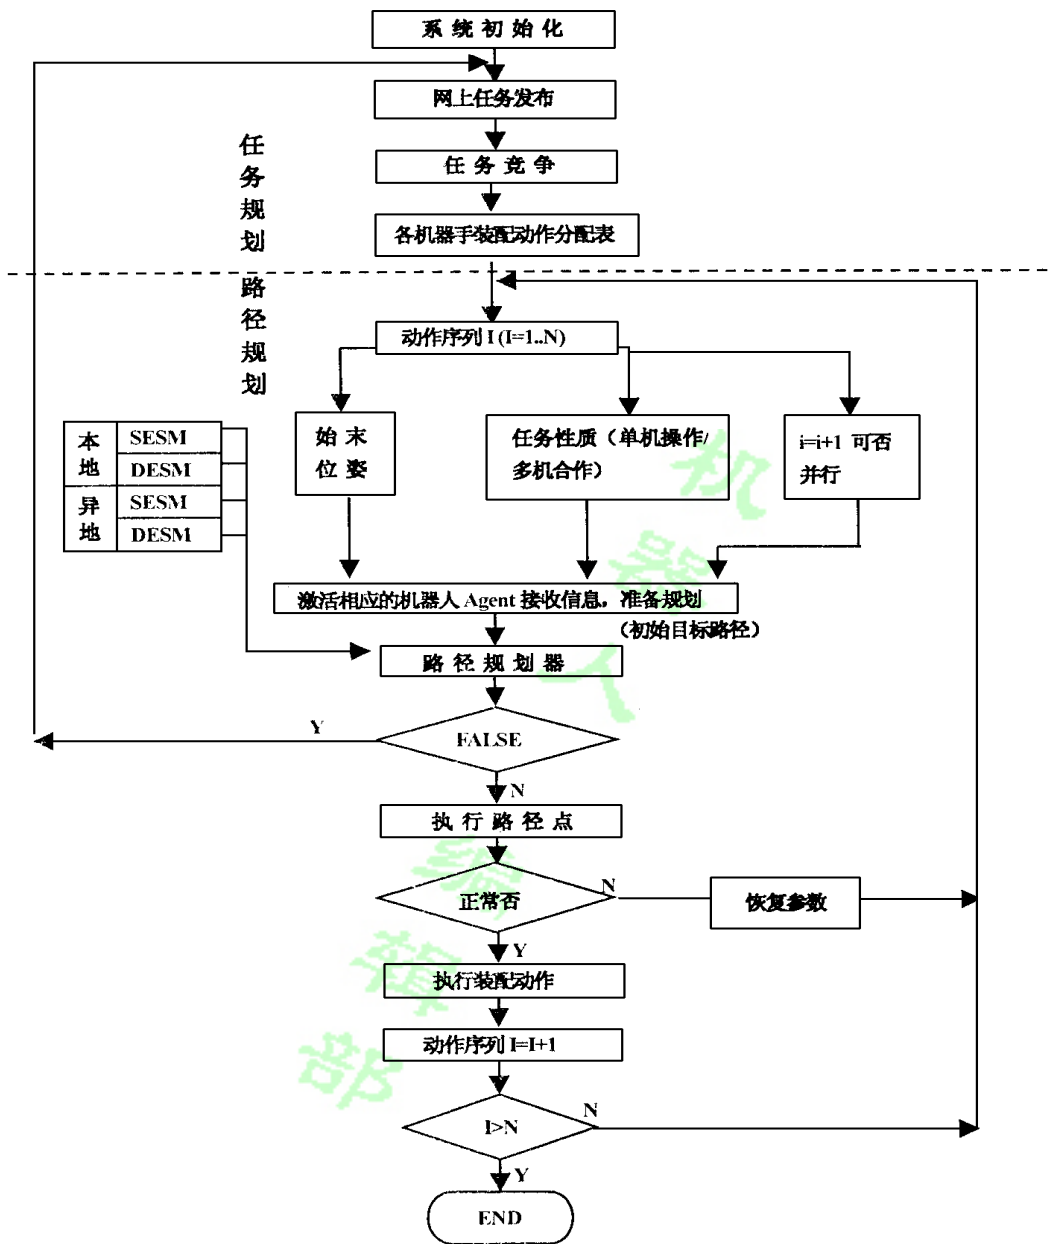 系统初始化
网上任务发布
任务竞争
各机器手装配动作分配表
任务规划
路径规划
动作序列 I (I=1..N)
始末
位姿
任务性质（单机操作/
多机合作）
i=i+1 可否
并行
本地
SESM
DESM
异地
SESM
DESM
激活相应的机器人 Agent 接收信息，准备规划
（初始目标路径）
路径规划器
FALSE
Y
N
执行路径点
正常否
N
恢复参数
Y
执行装配动作
动作序列 I=I+1
I>N
N
Y
END
机器人编辑部